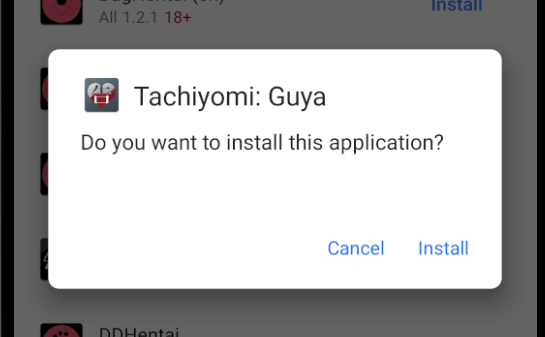 Install
All 1.2.1 18+
Tachiyomi: Guya
Do you want to install this application?
Cancel Install
DDHentai